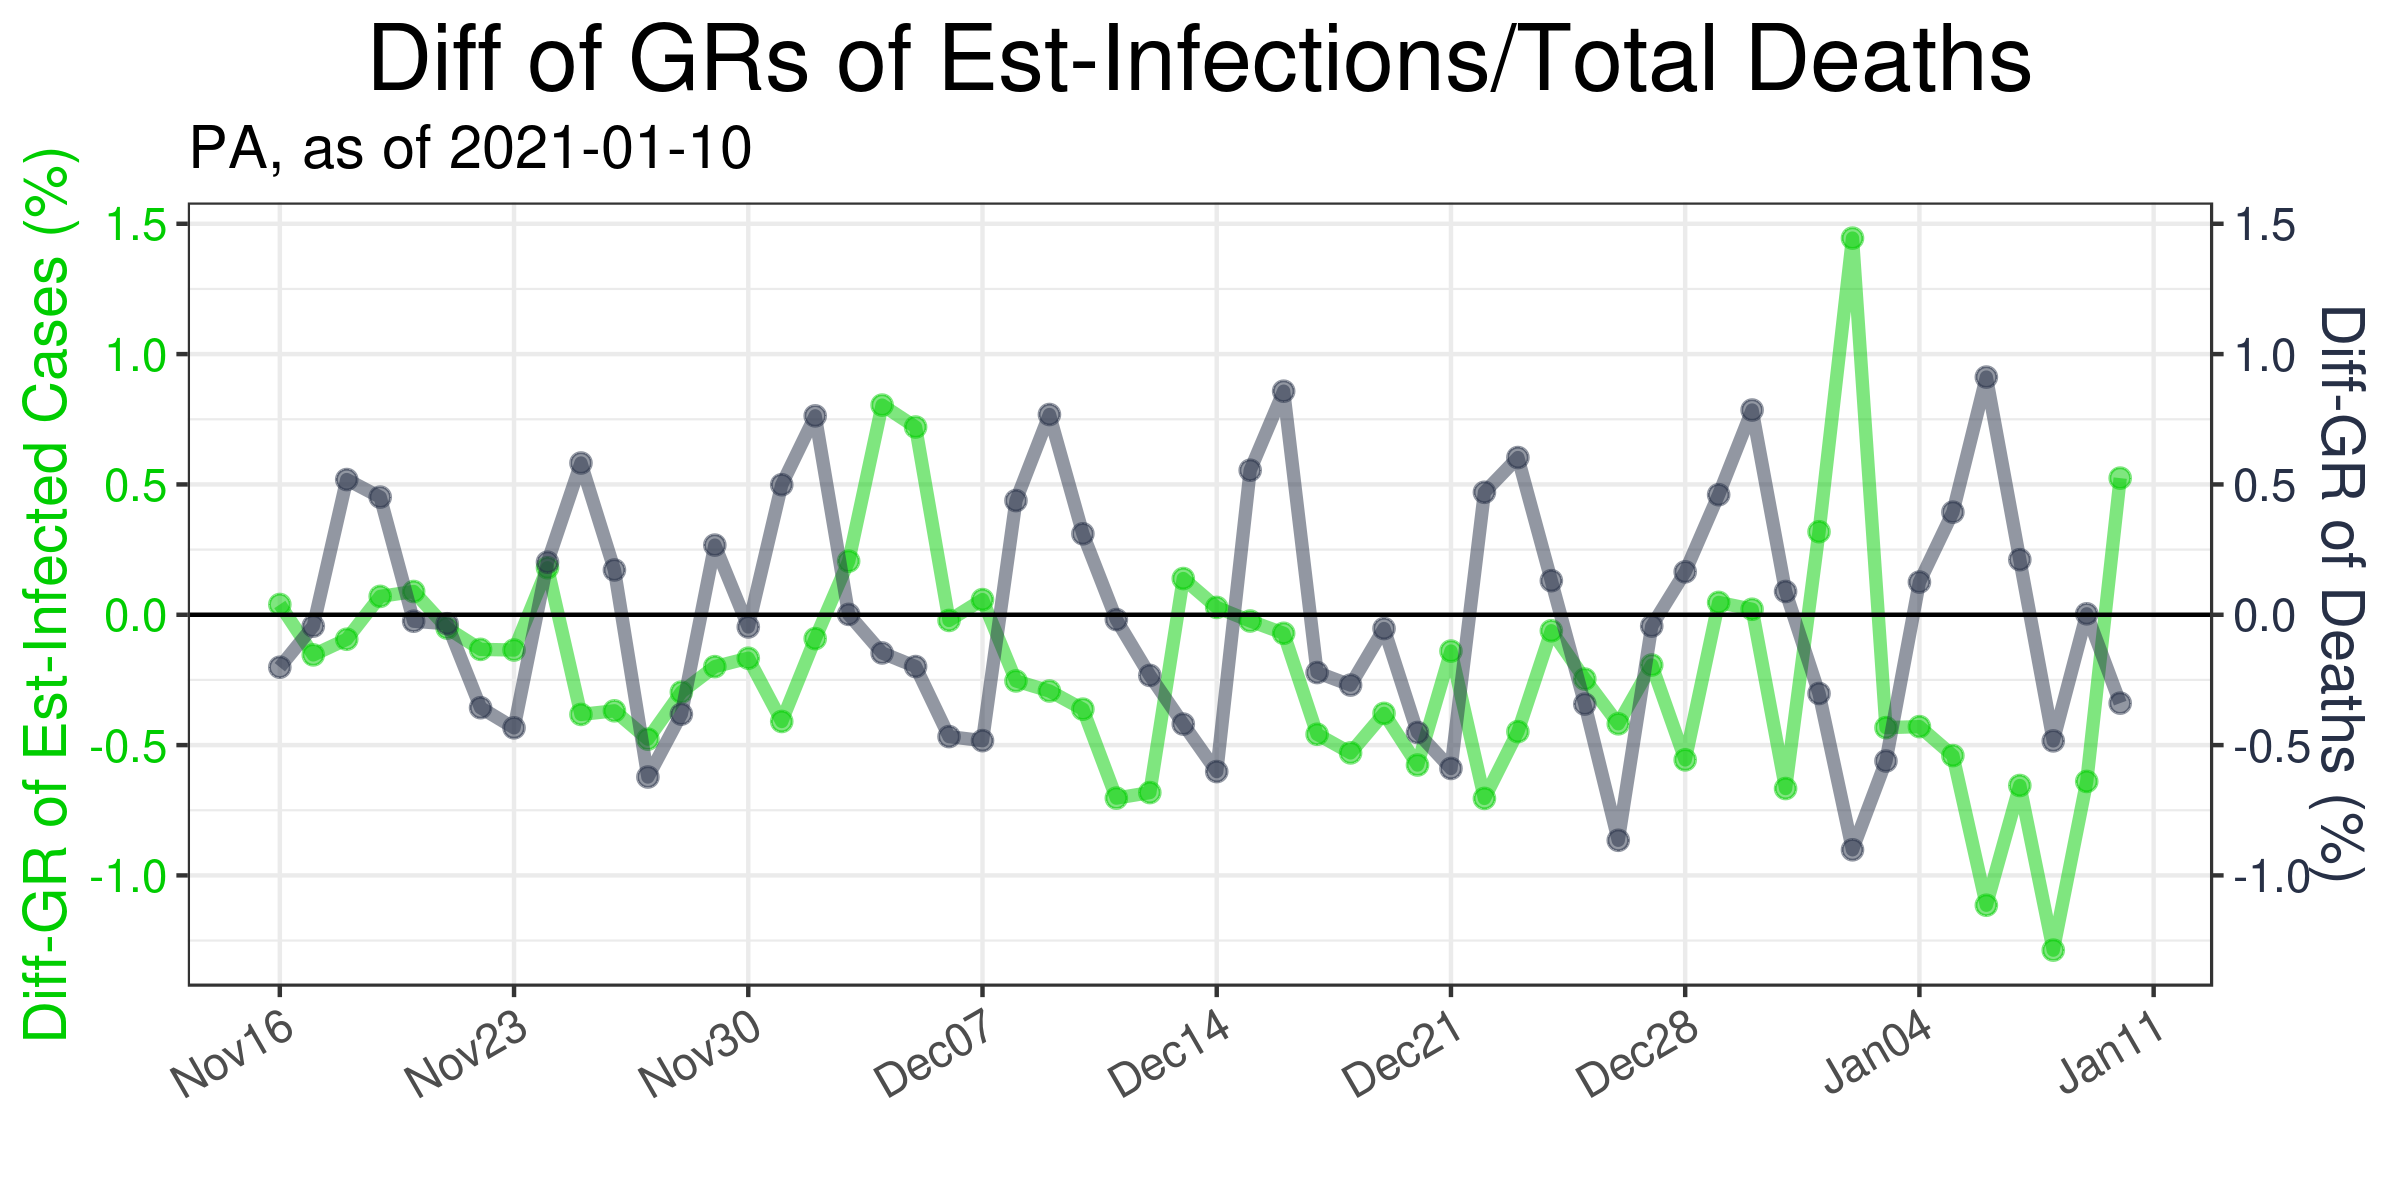 Diff of GRs of Est-Infections/Total Deaths
PA, as of 2021-01-10
Diff-GR of Est-Infected Cases (%)
1.5
1.0
0.5
0.0
-0.5
-1.0
1.5
1.0
0.5
0.0
-0.5
-1.0
Diff-GR of Deaths (%)
Nov16
Nov23
Nov30
Dec07
Dec14
Dec21
Dec28
Jan04
Jan11